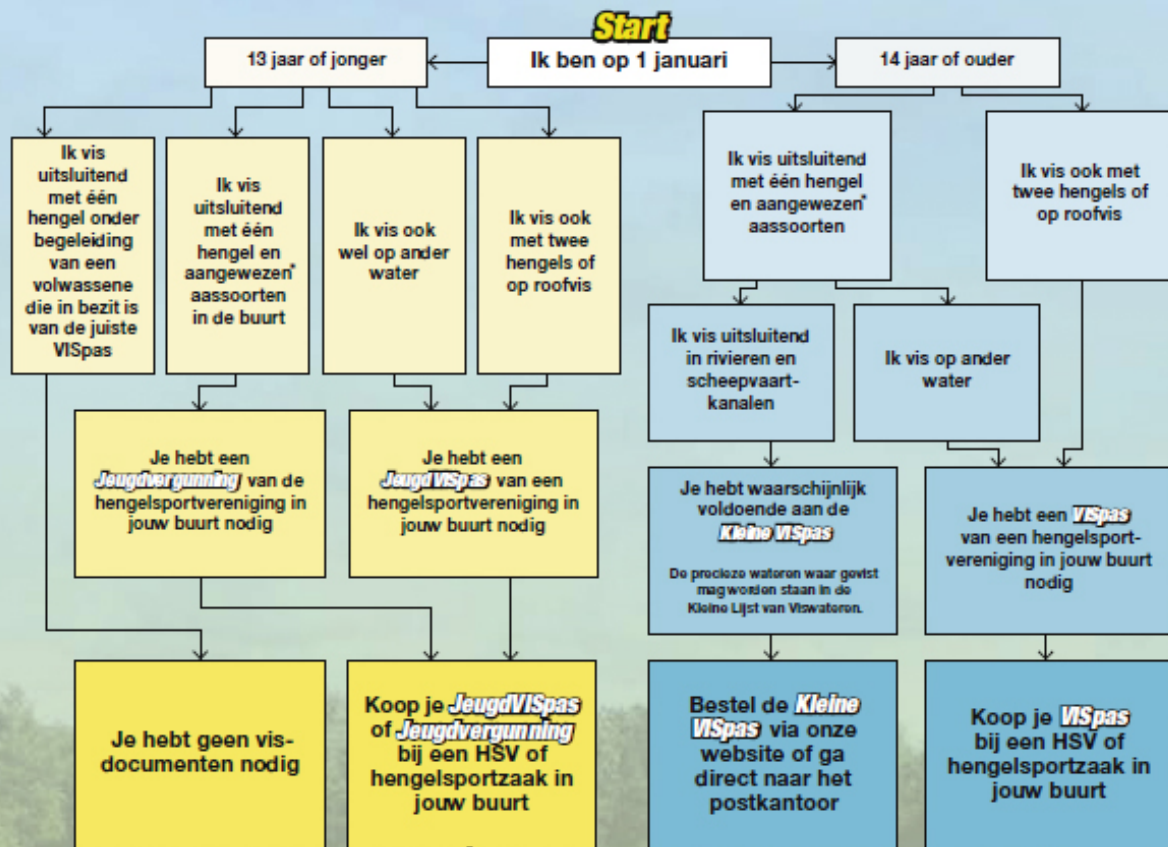 Start
Ik ben op 1 januari
13 jaar of jonger
14 jaar of ouder
Ik vis
uitsluitend
met één
hengel onder
begeleiding
van een
volwassene
die in bezit is
van de juiste
VISpas
Ik vis
uitsluitend
met één
hengel en
aangewezen*
aassoorten
in de buurt
Ik vis ook
wel op ander
water
Ik vis ook
met twee
hengels of
op roofvis
Ik vis uitsluitend
met één hengel
en aangewezen*
aassoorten
Ik vis ook met
twee hengels of
op roofvis
Ik vis uitsluitend
in rivieren en
scheepvaart-
kanalen
Ik vis op ander
water
Je hebt een
Jeugdvergunning van de
hengelsportvereniging in
jouw buurt nodig
Je hebt een
JeugdVISpas van een
hengelsportvereniging in
jouw buurt nodig
Je hebt waarschijnlijk
voldoende aan de
Kleine VISpas
De precieze wateren waar gevist
mag worden staan in de
Kleine Lijst van Viswateren.
Je hebt een VISpas
van een hengelsport-
vereniging in jouw buurt
nodig
Je hebt geen vis-
documenten nodig
Koop je JeugdVISpas
of Jeugdvergunning
bij een HSV of
hengelsportzaak in
jouw buurt
Bestel de Kleine
VISpas via onze
website of ga
direct naar het
postkantoor
Koop je VISpas
bij een HSV of
hengelsportzaak in
jouw buurt